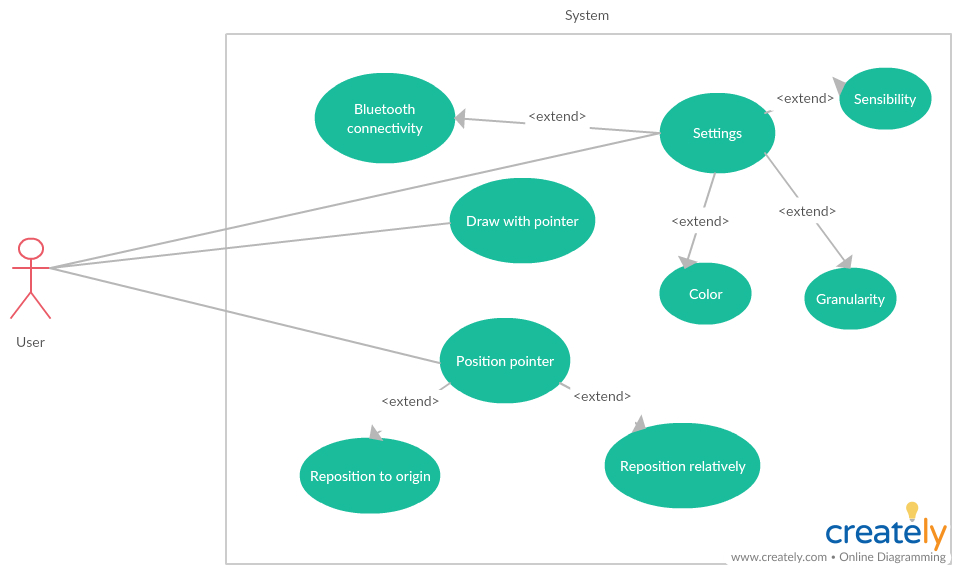 System
Bluetooth
connectivity
<extend>
Settings
<extend>
Sensibility
Draw with pointer
<extend>
<extend>
Color
Granularity
User
Position pointer
<extend>
<extend>
Reposition to origin
Reposition relatively
creately
www.creately.com • Online Diagramming